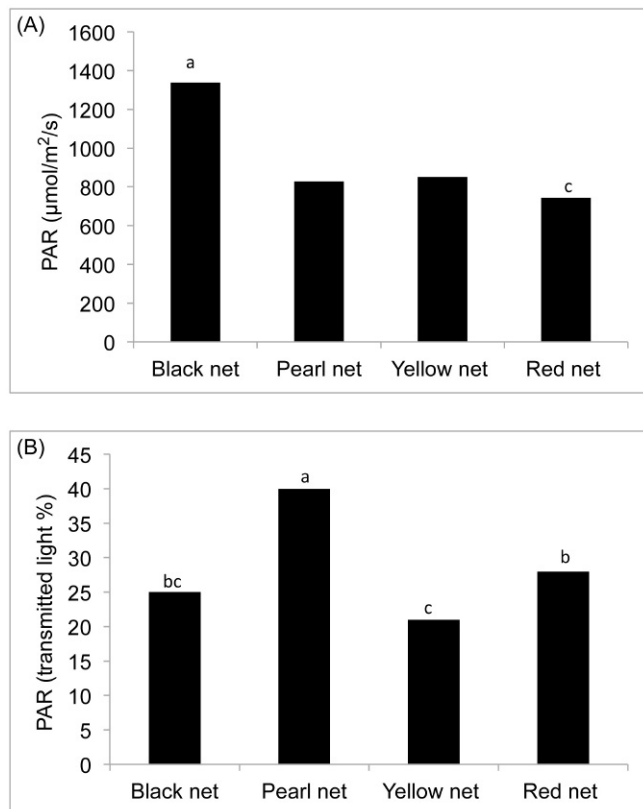 (A)
PAR (µmol/m²/s)
1600
1400
1200
1000
800
600
400
200
0
a
c
Black net Pearl net Yellow net Red net
(B)
PAR (transmitted light %)
45
40
35
30
25
20
15
10
5
0
bc
a
c
b
Black net Pearl net Yellow net Red net